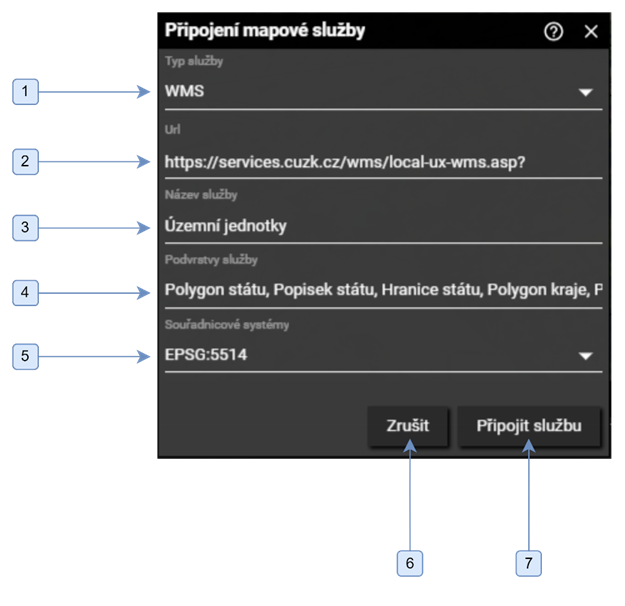 Připojení mapové služby
Typ služby
1
WMS
Url
2
https://services.cuzk.cz/wms/local-ux-wms.asp?
Název služby
3
Územní jednotky
Podvrstvy služby
4
Polygon státu, Popisek státu, Hranice státu, Polygon kraje, P
Souřadnicové systémy
5
EPSG:5514
Zrušit
Připojit službu
6
7